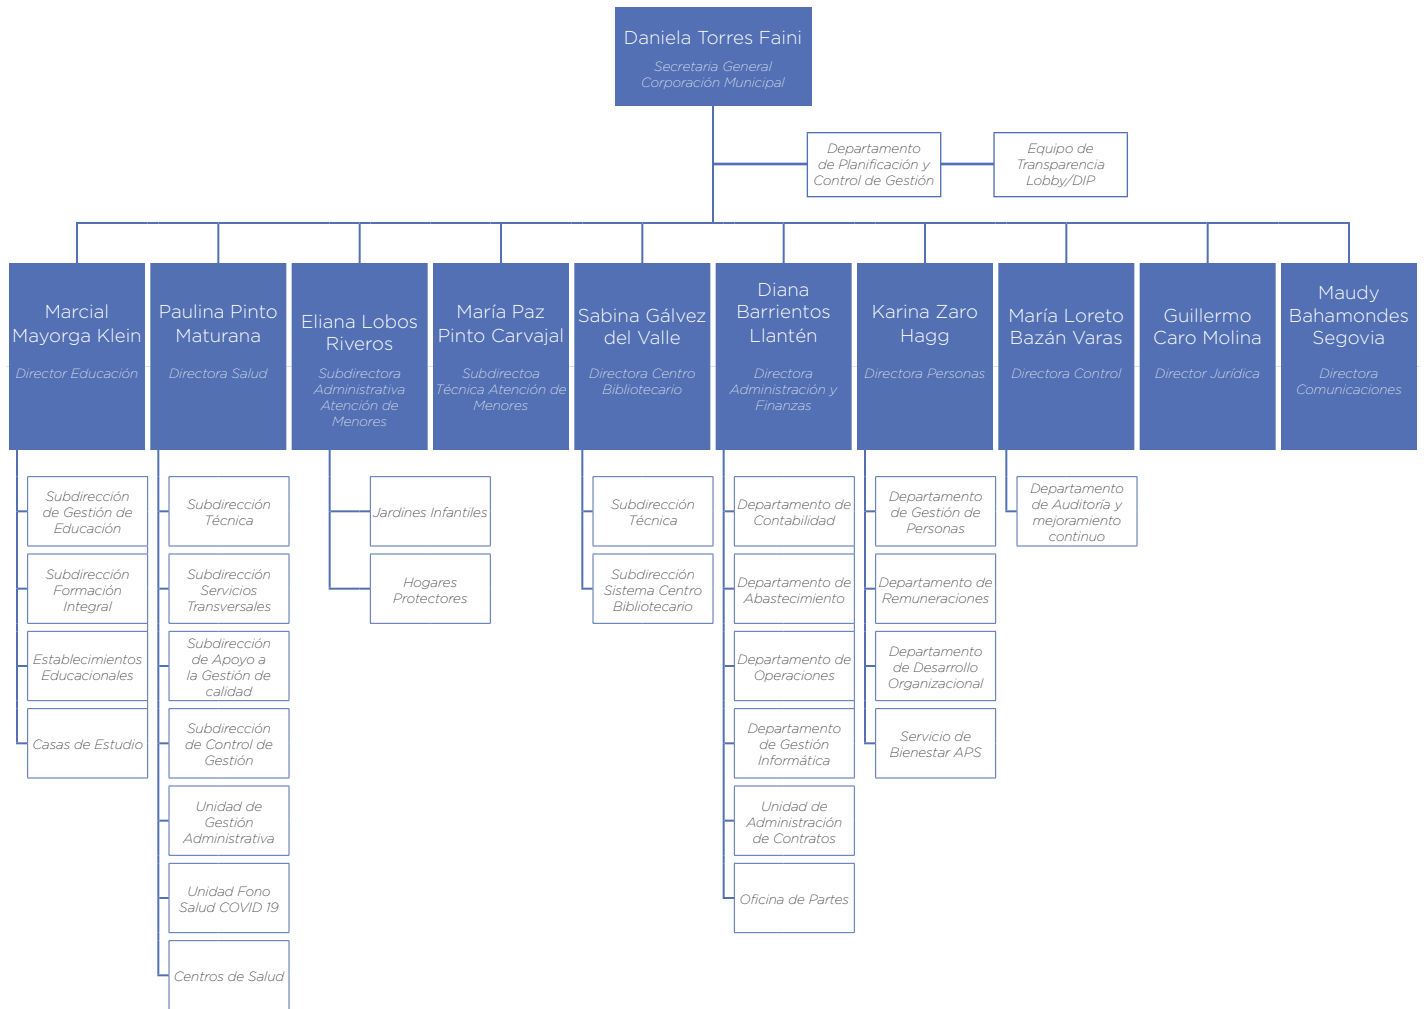 Daniela Torres Faini
Secretaria General
Corporación Municipal
Departamento
de Planificación y
Control de Gestión
Equipo de
Transparencia
Lobby/DIP
Marcial
Mayorga Klein
Director Educación
Paulina Pinto
Maturana
Directora Salud
Eliana Lobos
Riveros
Subdirectora
Administrativa
Atención de
Menores
María Paz
Pinto Carvajal
Subdirectoa
Técnica Atención de
Menores
Sabina Gálvez
del Valle
Directora Centro
Bibliotecario
Diana
Barrientos
Llantén
Directora
Administración y
Finanzas
Karina Zaro
Hagg
Directora Personas
María Loreto
Bazán Varas
Directora Control
Guillermo
Caro Molina
Director Jurídica
Maudy
Bahamondes
Segovia
Directora
Comunicaciones
Subdirección
de Gestión de
Educación
Subdirección
Formación
Integral
Establecimientos
Educacionales
Casas de Estudio
Subdirección
Técnica
Subdirección
Servicios
Transversales
Subdirección
de Apoyo a
la Gestión de
calidad
Subdirección
de Control de
Gestión
Unidad de
Gestión
Administrativa
Unidad Fono
Salud COVID 19
Centros de Salud
Jardines Infantiles
Hogares
Protectores
Subdirección
Técnica
Subdirección
Sistema Centro
Bibliotecario
Departamento de
Contabilidad
Departamento de
Abastecimiento
Departamento de
Operaciones
Departamento
de Gestión
Informática
Unidad de
Administración
de Contratos
Oficina de Partes
Departamento
de Gestión de
Personas
Departamento de
Remuneraciones
Departamento
de Desarrollo
Organizacional
Servicio de
Bienestar APS
Departamento
de Auditoría y
mejoramiento
continuo